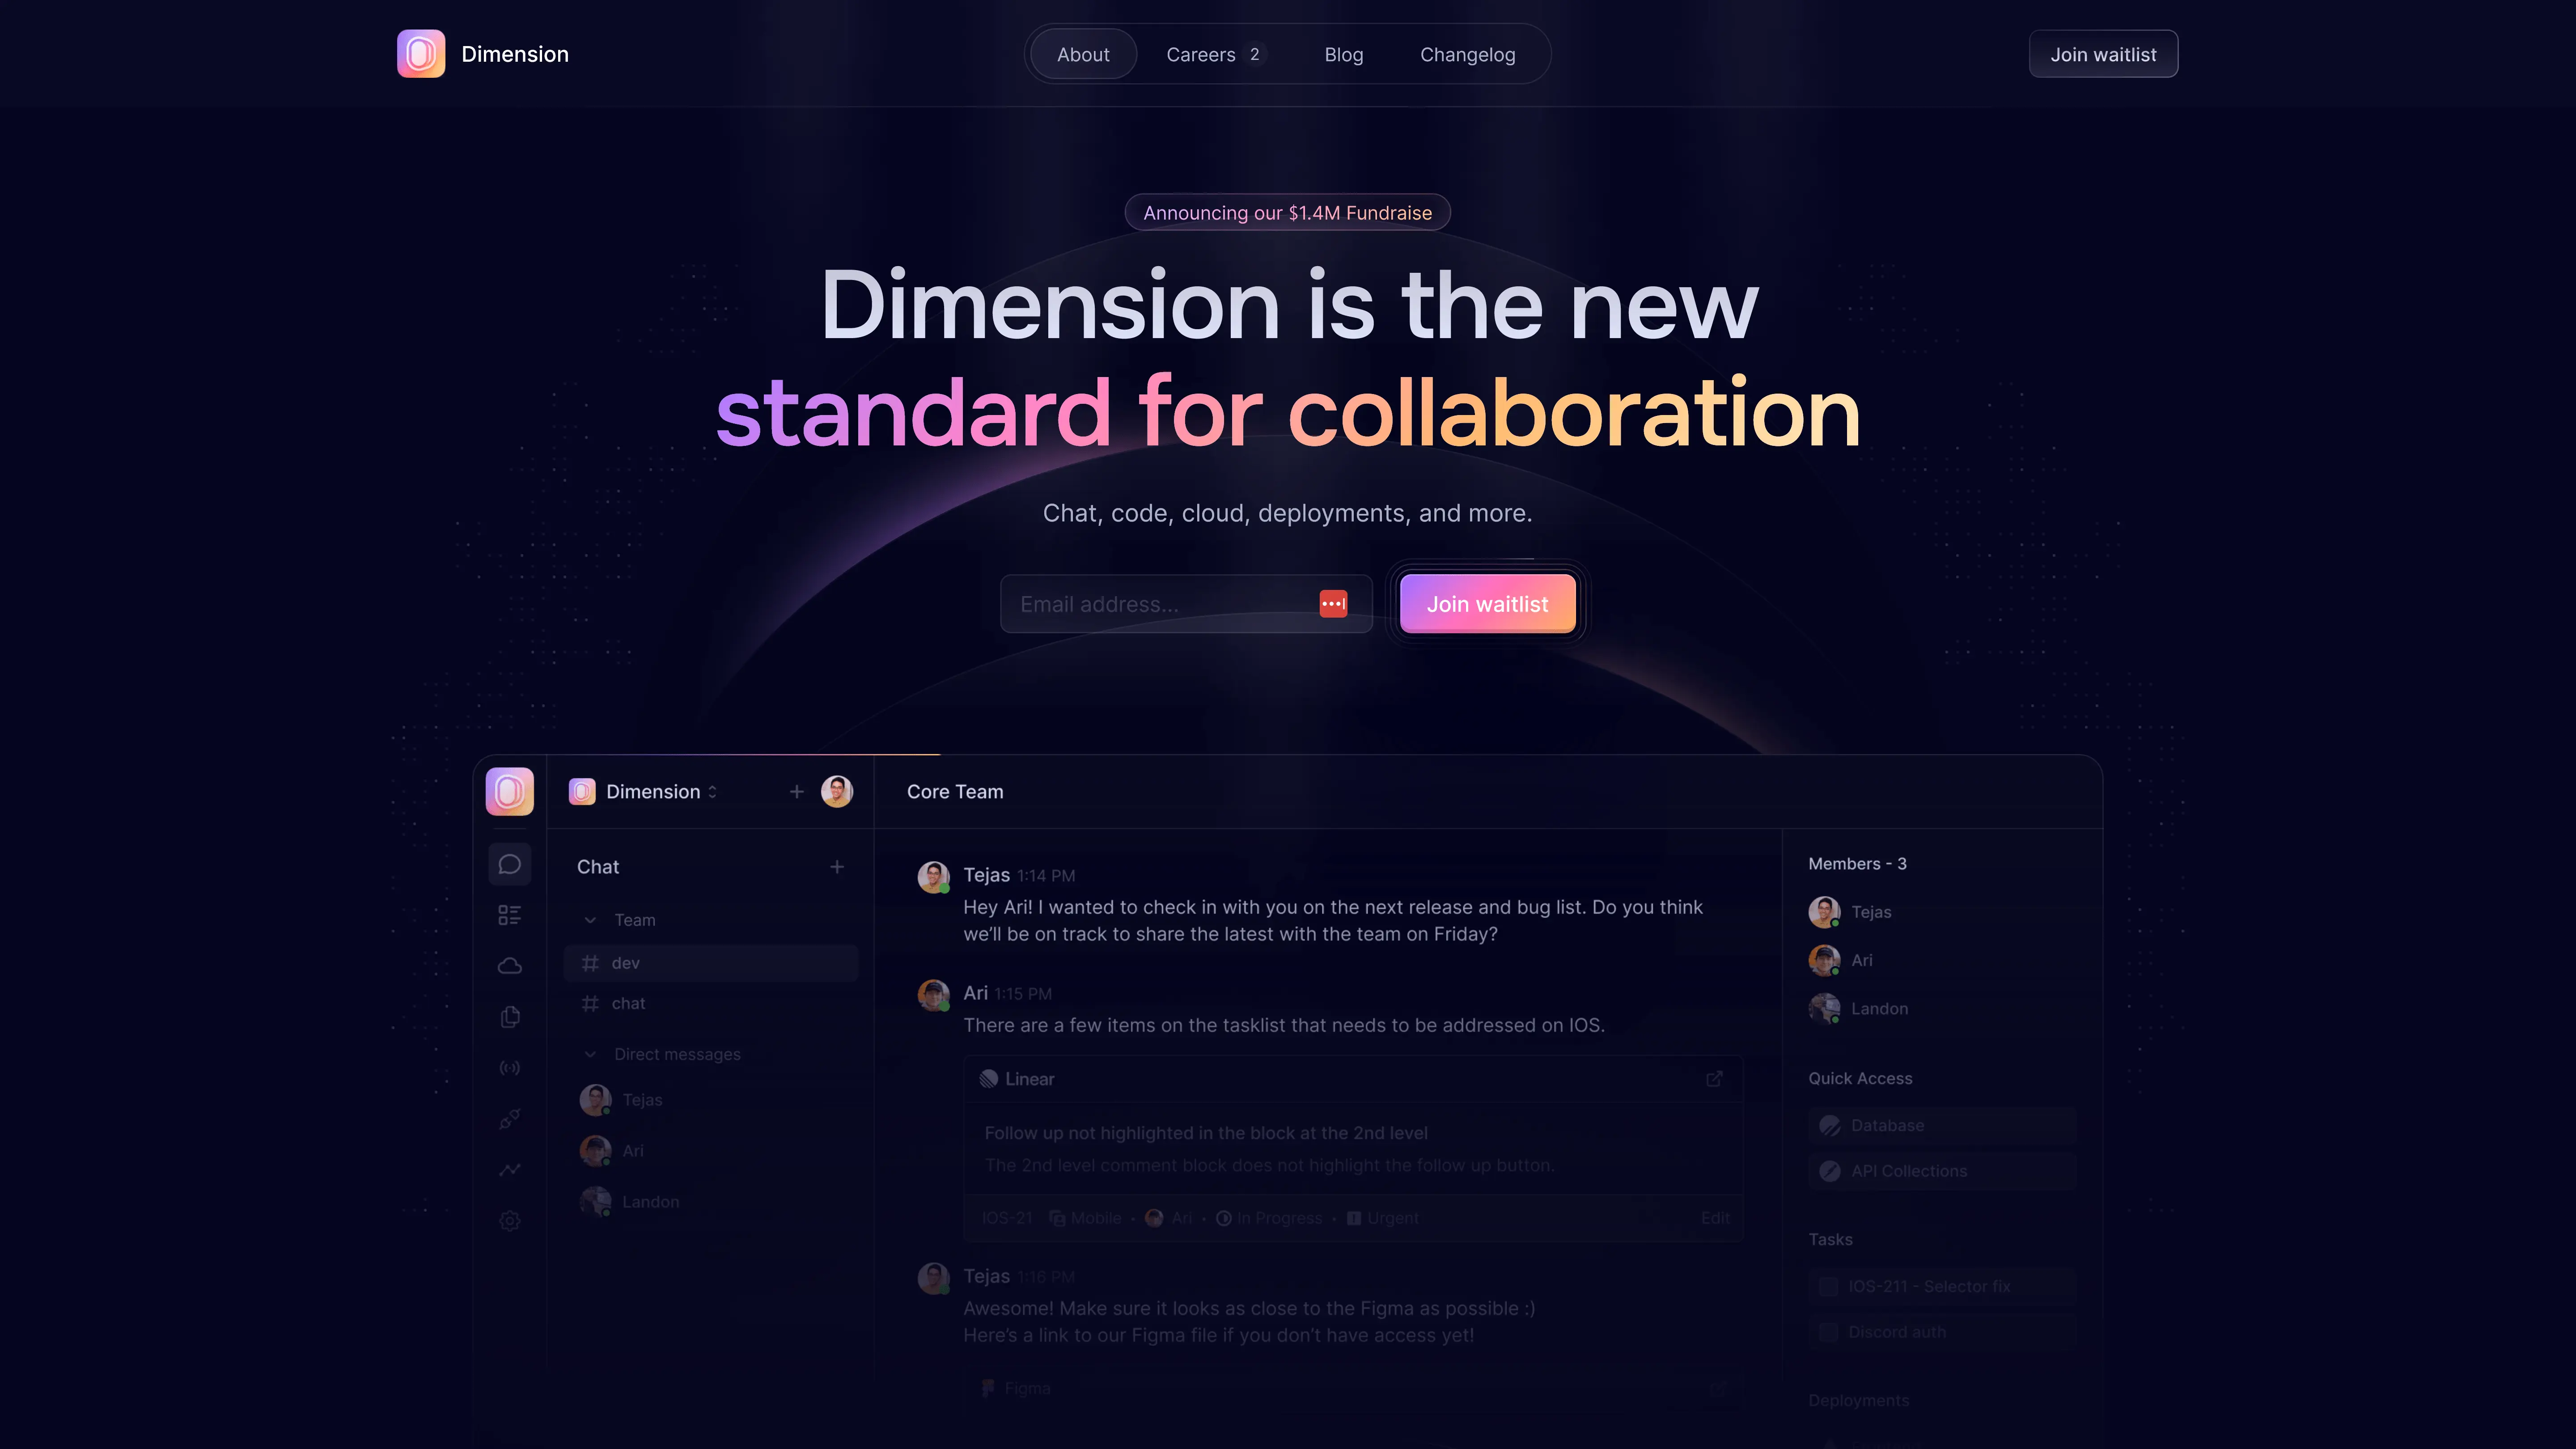 Dimension
About
Careers 2
Blog
Changelog
Join waitlist
Announcing our $1.4M Fundraise
Dimension is the new
standard for collaboration
Chat, code, cloud, deployments, and more.
Email address...
Join waitlist
Dimension
Core Team
Chat
Team
dev
chat
Direct messages
Tejas
Ari
Landon
Tejas 1:14 PM
Hey Ari! I wanted to check in with you on the next release and bug list. Do you think
we'll be on track to share the latest with the team on Friday?
Ari 1:15 PM
There are a few items on the tasklist that needs to be addressed on IOS.
Linear
Follow up not highlighted in the block at the 2nd level
The 2nd level comment block does not highlight the follow up button.
IOS-21 Mobile • Ari • In Progress • Urgent Edit
Tejas 1:16 PM
Awesome! Make sure it looks as close to the Figma as possible :)
Here's a link to our Figma file if you don't have access yet!
Figma
Members - 3
Tejas
Ari
Landon
Quick Access
Database
API Collections
Tasks
IOS-211 - Selector fix
Discord auth
Deployments